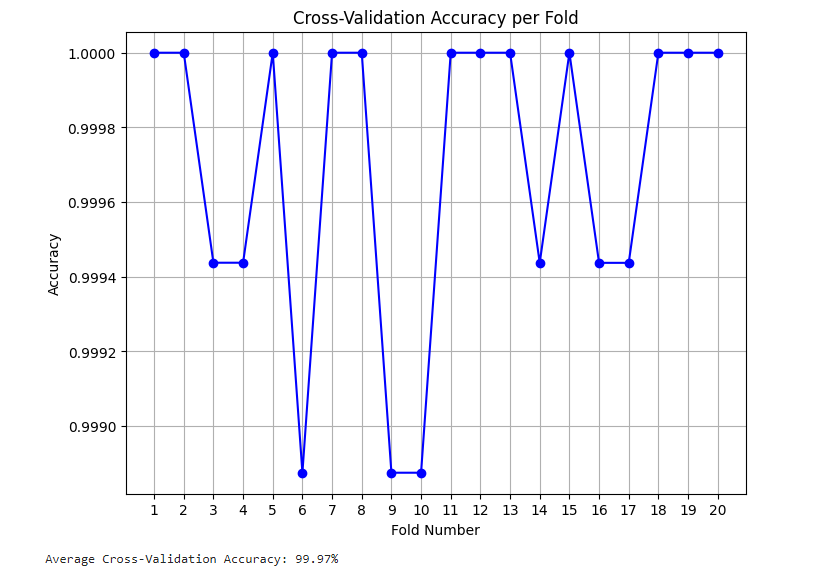 Cross-Validation Accuracy per Fold
1.0000
0.9998
0.9996
0.9994
0.9992
0.9990
Accuracy
1 2 3 4 5 6 7 8 9 10 11 12 13 14 15 16 17 18 19 20
Fold Number
Average Cross-Validation Accuracy: 99.97%